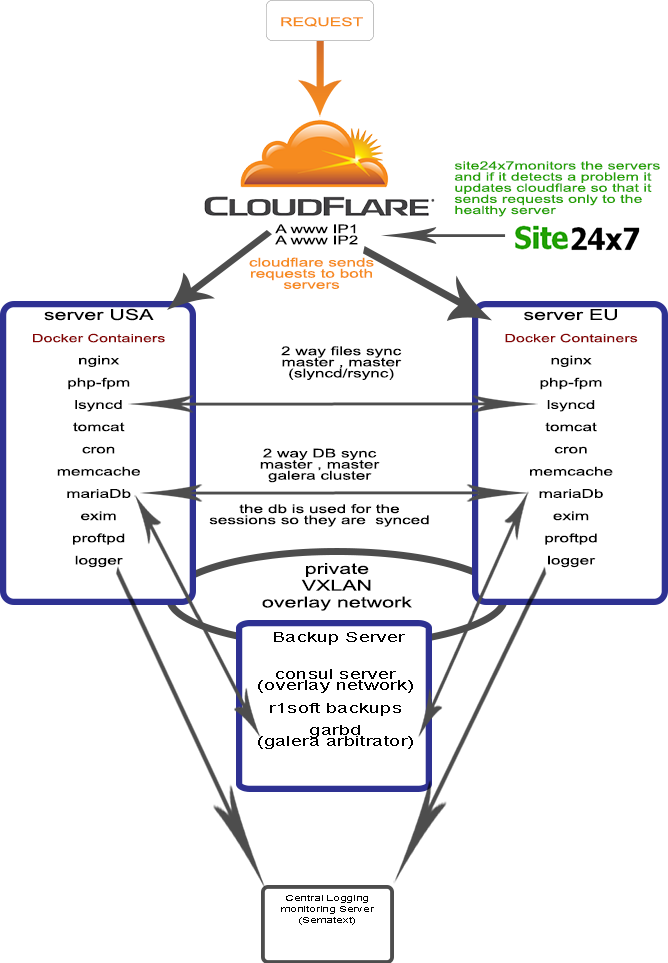 REQUEST
CLOUDFLARE
A www IP1
A www IP2
site24x7monitors the servers
and if it detects a problem it
updates cloudflare so that it
sends requests only to the
healthy server
Site24x7
cloudflare sends
requests to both
servers
server USA
Docker Containers
nginx
php-fpm
lsyncd
tomcat
cron
memcache
mariaDb
exim
proftpd
logger
2 way files sync
master , master
(slyncd/rsync)
2 way DB sync
master , master
galera cluster
the db is used for the
sessions so they are synced
server EU
Docker Containers
nginx
php-fpm
lsyncd
tomcat
cron
memcache
mariaDb
exim
proftpd
logger
private
VXLAN
overlay network
Backup Server
consul server
(overlay network)
r1soft backups
garbd
(galera arbitrator)
Central Logging
monitoring Server
(Sematext)